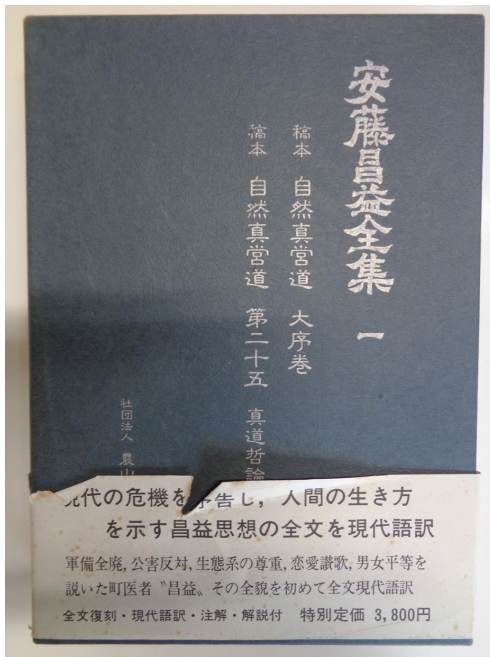 安藤昌益全集 一
稿本 自然真営道 大序巻
稿本 自然真営道 第二十五 真道哲論
社団法人 農山
代の危機を予告し，人間の生き方
を示す昌益思想の全文を現代語訳
軍備全廃，公害反対，生態系の尊重，恋愛讃歌，男女平等を
説いた町医者〝昌益〟その全貌を初めて全文現代語訳
全文復刻・現代語訳・注解・解説付 特別定価 3,800円